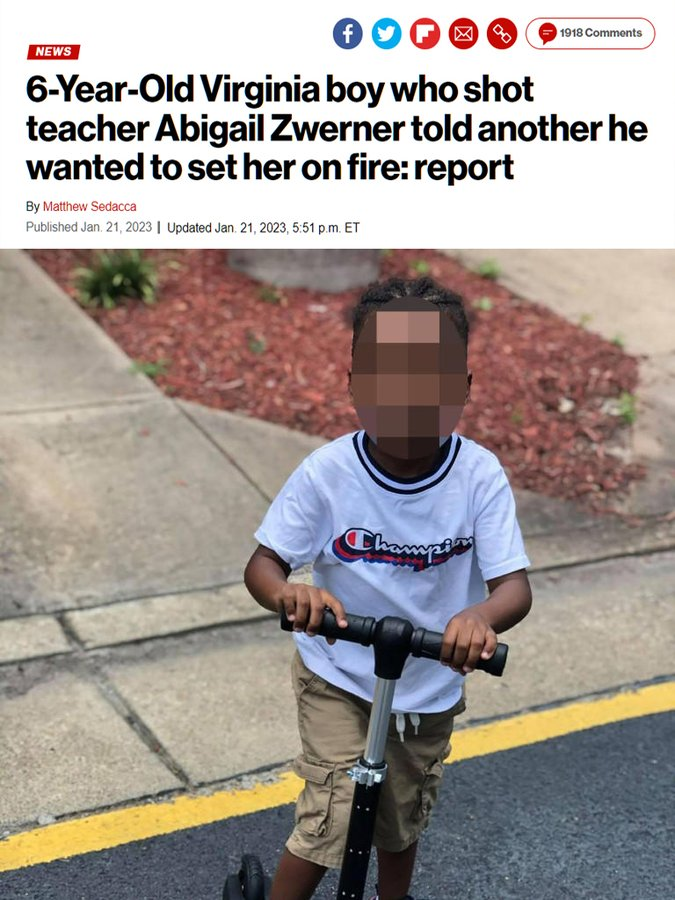 1918 Comments
NEWS
6-Year-Old Virginia boy who shot
teacher Abigail Zwerner told another he
wanted to set her on fire: report
By Matthew Sedacca
Published Jan. 21, 2023 | Updated Jan. 21, 2023, 5:51 p.m. ET
Champion